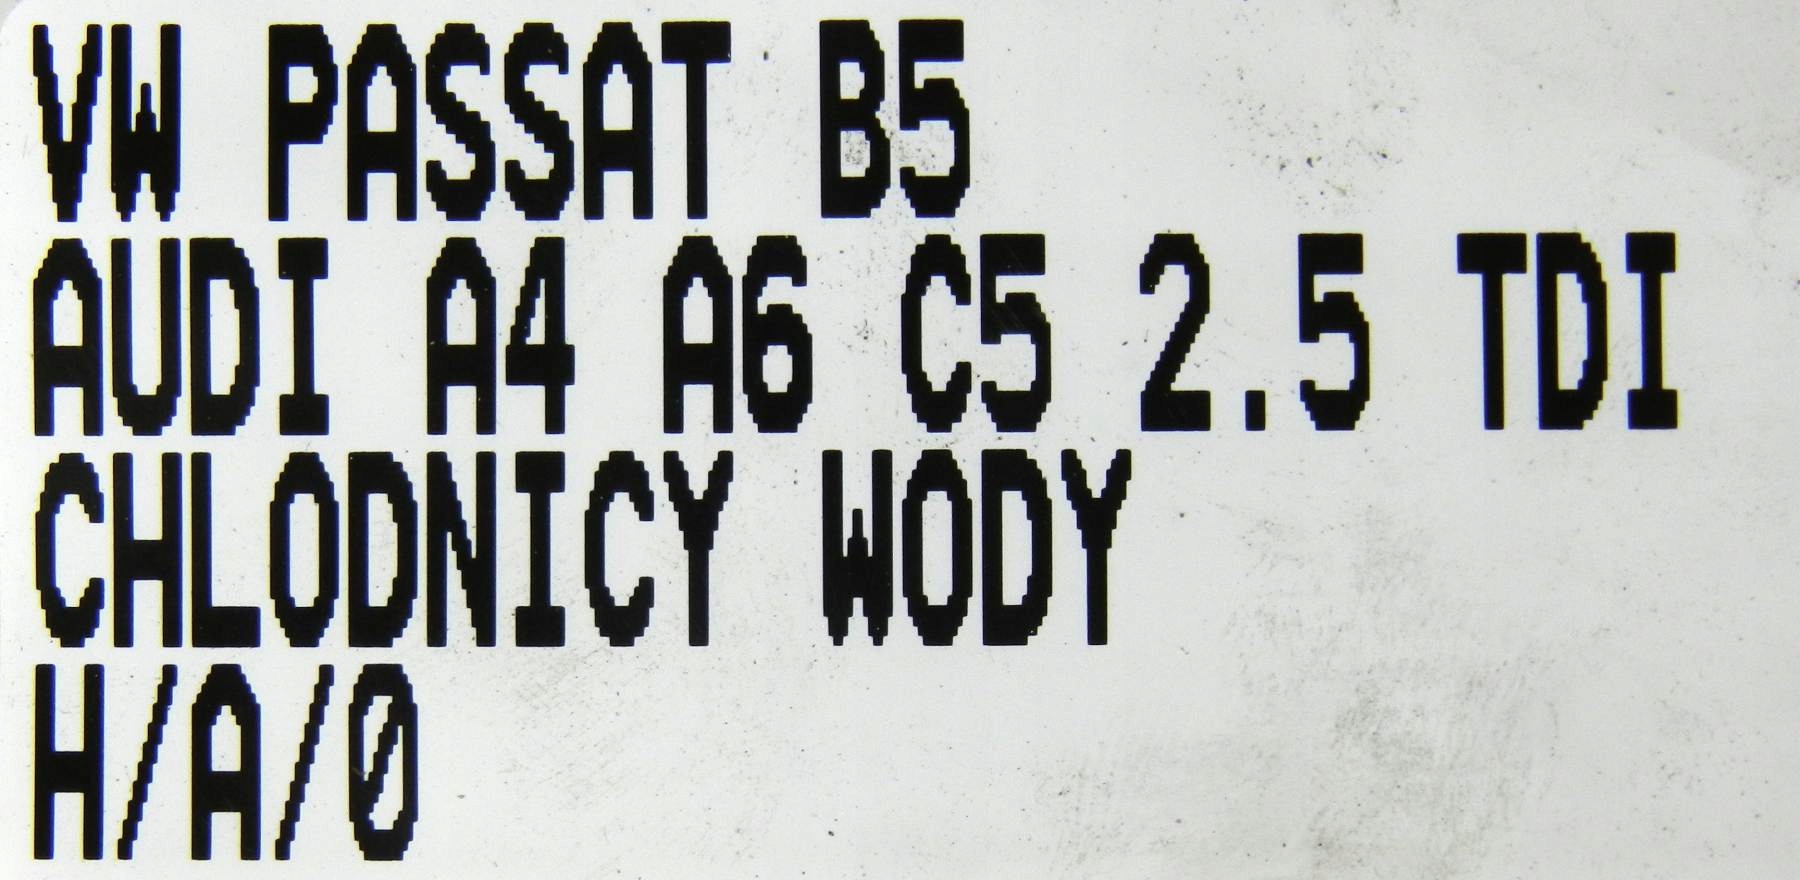 VW PASSAT B5
AUDI A4 A6 C5 2.5 TDI
CHLODNICY WODY
H/A/0